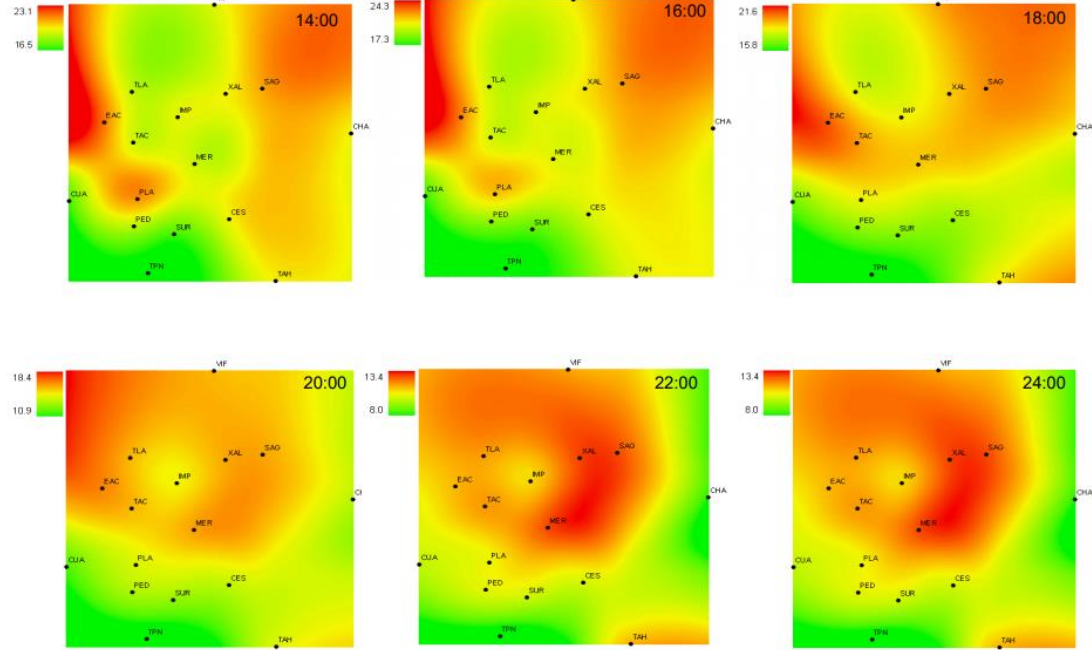 23.1
16.5
14:00
TLA
XAL
SAG
EAC
IMP
TAC
CHA
MER
CUA
PLA
PED
SUR
CES
TPN
TAH
24.3
17.3
16:00
TLA
XAL
SAG
EAC
IMP
TAC
CHA
MER
CUA
PLA
PED
SUR
CES
TPN
TAH
21.6
15.8
18:00
TLA
XAL
SAG
EAC
IMP
TAC
CHA
MER
CUA
PLA
PED
SUR
CES
TPN
TAH
VIF
18.4
10.9
20:00
TLA
XAL
SAG
EAC
IMP
TAC
CI
MER
CUA
PLA
PED
SUR
CES
TPN
TAH
VIF
13.4
8.0
22:00
TLA
XAL
SAG
EAC
IMP
TAC
CHA
MER
CUA
PLA
PED
SUR
CES
TPN
TAH
VIF
13.4
8.0
24:00
TLA
XAL
SAG
EAC
IMP
TAC
CHA
MER
CUA
PLA
PED
SUR
CES
TPN
TAH